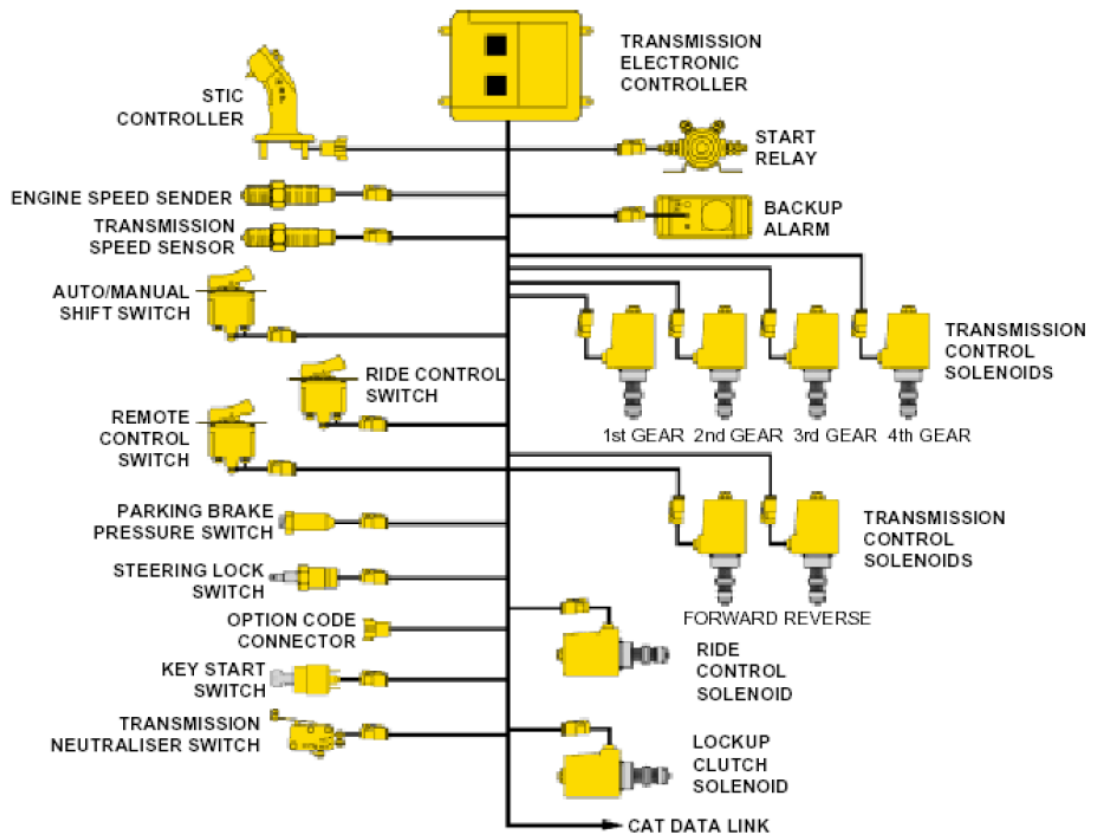 TRANSMISSION
ELECTRONIC
CONTROLLER
STIC
CONTROLLER
START
RELAY
ENGINE SPEED SENDER
TRANSMISSION
SPEED SENSOR
BACKUP
ALARM
AUTO/MANUAL
SHIFT SWITCH
TRANSMISSION
CONTROL
SOLENOIDS
RIDE CONTROL
SWITCH
REMOTE
CONTROL
SWITCH
1st GEAR 2nd GEAR 3rd GEAR 4th GEAR
PARKING BRAKE
PRESSURE SWITCH
TRANSMISSION
CONTROL
SOLENOIDS
STEERING LOCK
SWITCH
FORWARD REVERSE
OPTION CODE
CONNECTOR
RIDE
CONTROL
SOLENOID
KEY START
SWITCH
TRANSMISSION
NEUTRALISER SWITCH
LOCKUP
CLUTCH
SOLENOID
CAT DATA LINK